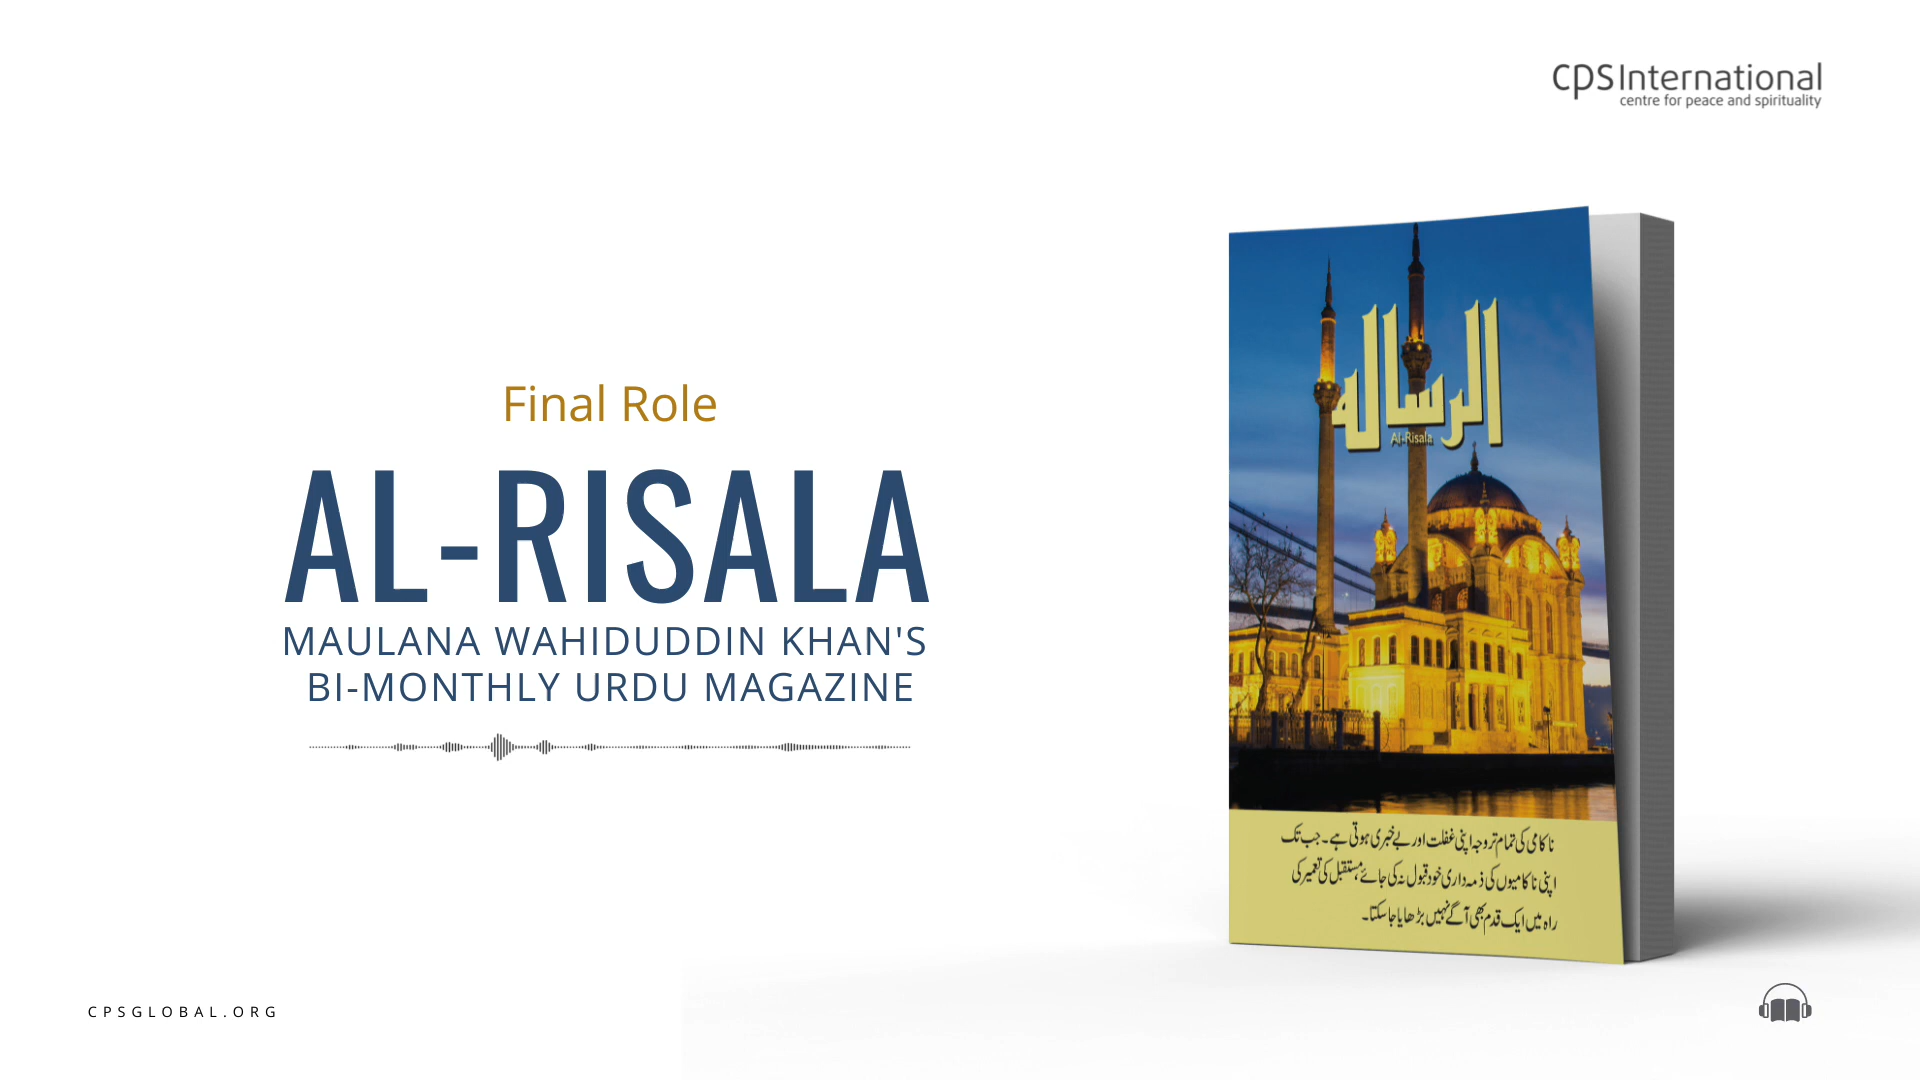 cpsInternational
centre for peace and spirituality
Final Role
AL-RISALA
MAULANA WAHIDUDDIN KHAN'S
BI-MONTHLY URDU MAGAZINE
الرساله
Al-Risala
ناکامی کی تمام تر وجہ اپنی غفلت اور بے خبری ہوتی ہے۔ جب تک
اپنی ناکامیوں کی ذمہ داری خود قبول نہ کی جائے، مستقبل کی تعمیر کی
راہ میں ایک قدم بھی آگے نہیں بڑھایا جا سکتا۔
CPSGLOBAL.ORG